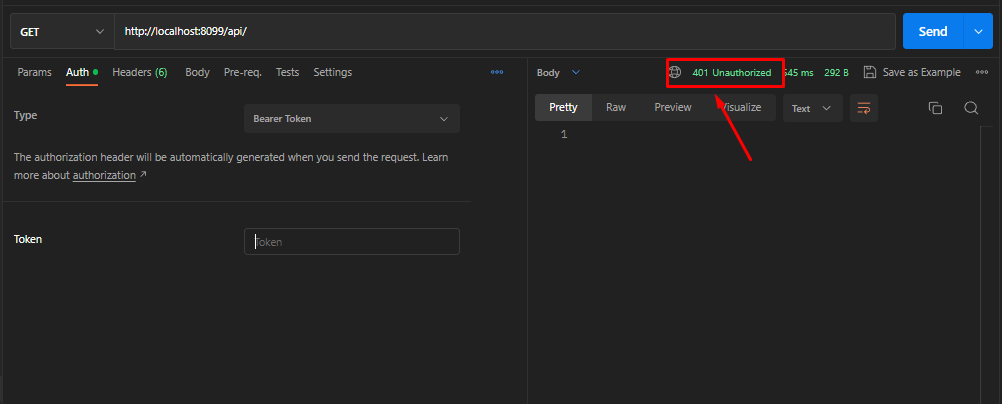 GET
http://localhost:8099/api/
Send
Params Auth Headers (6) Body Pre-req. Tests Settings
Type
Bearer Token
The authorization header will be automatically generated when you send the request. Learn
more about authorization ↗
Token
Token
Body
401 Unauthorized 545 ms 292 B Save as Example
Pretty Raw Preview Visualize Text
1